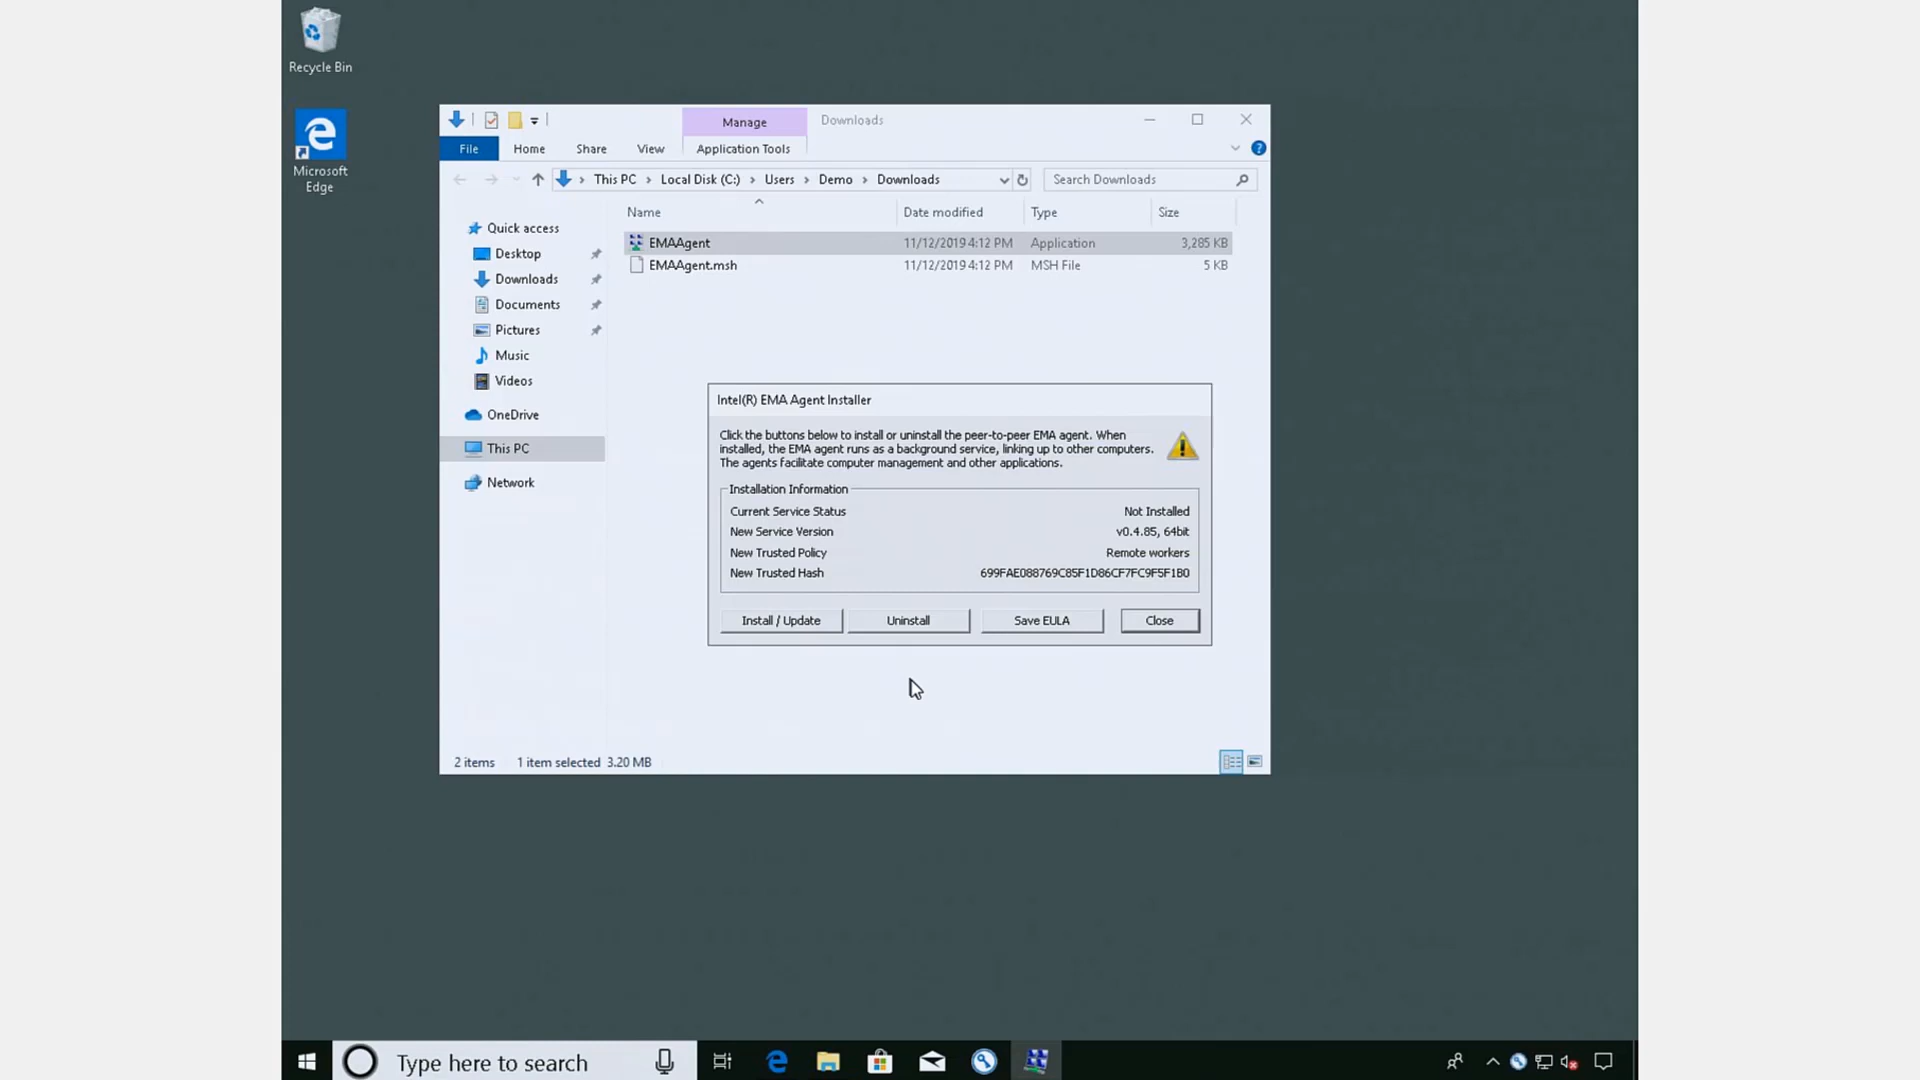 Recycle Bin
Microsoft
Edge
Manage
Downloads
File
Home
Share
View
Application Tools
This PC
Local Disk (C:)
Users
Demo
Downloads
Search Downloads
Name
Date modified
Type
Size
EMAAgent
11/12/2019 4:12 PM
Application
3,285 KB
EMAAgent.msh
11/12/2019 4:12 PM
MSH File
5 KB
Quick access
Desktop
Downloads
Documents
Pictures
Music
Videos
OneDrive
This PC
Network
Intel(R) EMA Agent Installer
Click the buttons below to install or uninstall the peer-to-peer EMA agent. When
installed, the EMA agent runs as a background service, linking up to other computers.
The agents facilitate computer management and other applications.
Installation Information
Current Service Status
Not Installed
New Service Version
v0.4.85, 64bit
New Trusted Policy
Remote workers
New Trusted Hash
699FAE088769C85F1D86CF7FC9F5F1B0
Install / Update
Uninstall
Save EULA
Close
2 items
1 item selected 3.20 MB
Type here to search